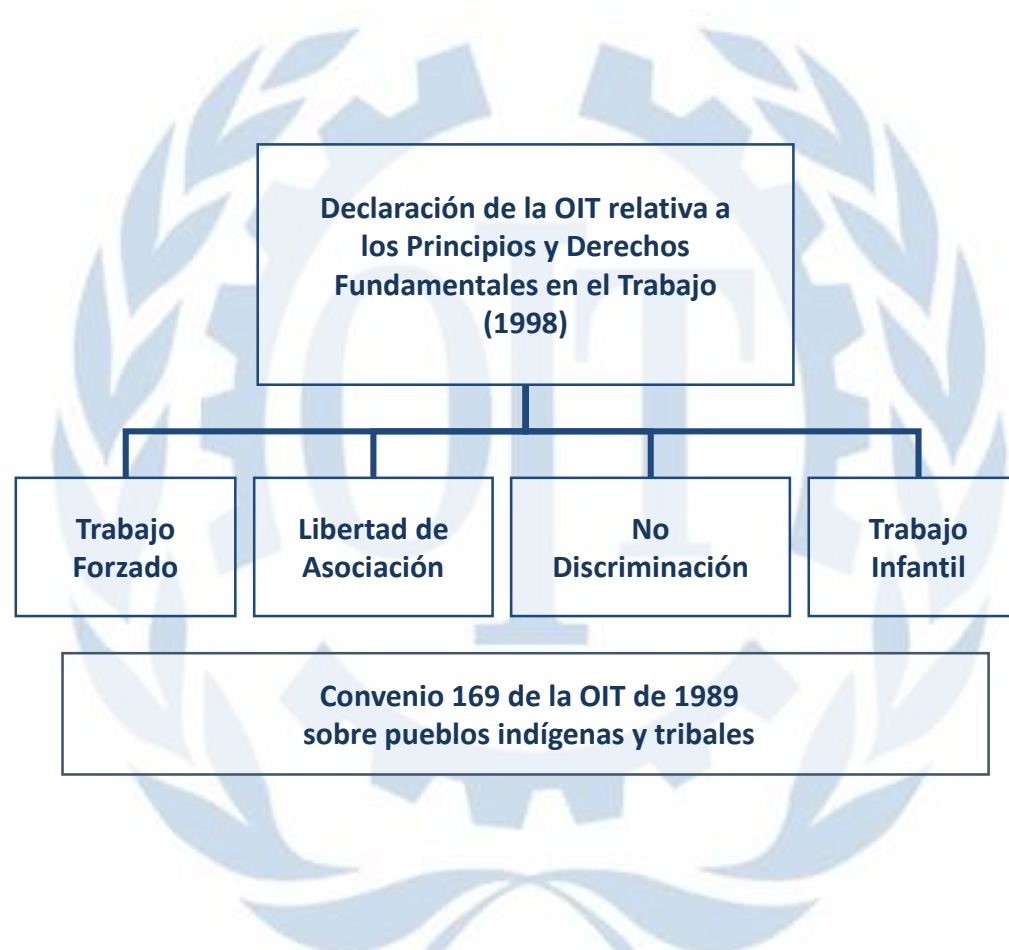 Declaración de la OIT relativa a
los Principios y Derechos
Fundamentales en el Trabajo
(1998)
Trabajo
Forzado
Libertad de
Asociación
No
Discriminación
Trabajo
Infantil
Convenio 169 de la OIT de 1989
sobre pueblos indígenas y tribales
OIT